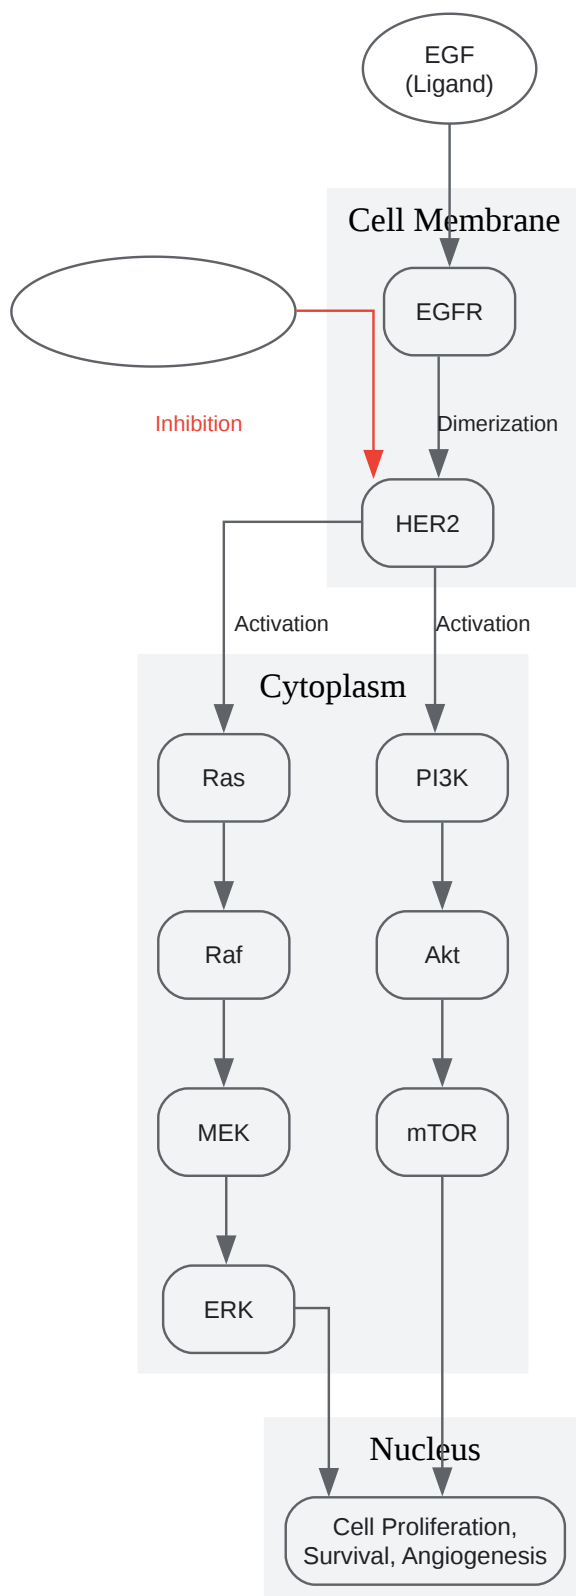 EGF
(Ligand)
Cell Membrane
EGFR
Inhibition
Dimerization
HER2
Activation
Activation
Cytoplasm
Ras
PI3K
Raf
Akt
MEK
mTOR
ERK
Nucleus
Cell Proliferation,
Survival, Angiogenesis